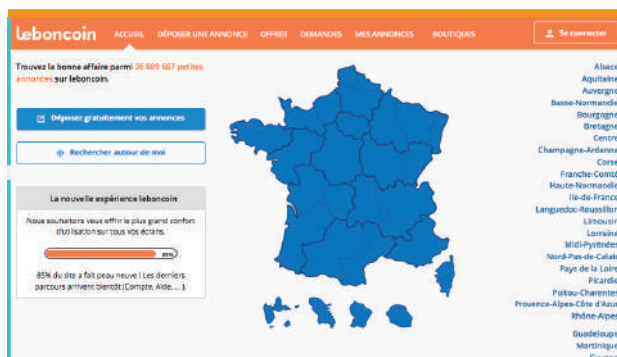 leboncoin
ACCUEIL DÉPOSER UNE ANNONCE OFFRES DEMANDES MES ANNONCES BOUTIQUES
Se connecter
Trouvez la bonne affaire parmi 26 809 667 petites
annonces sur leboncoin.
Déposez gratuitement vos annonces
Rechercher autour de moi
La nouvelle expérience leboncoin
Nous souhaitons vous offrir le plus grand confort
d'utilisation sur tous vos écrans.
85%
85% du site a fait peau neuve ! Les derniers
parcours arrivent bientôt (Compte, Aide, ... ).
Alsace
Aquitaine
Auvergne
Basse-Normandie
Bourgogne
Bretagne
Centre
Champagne-Ardenne
Corse
Franche-Comté
Haute-Normandie
Ile-de-France
Languedoc-Roussillon
Limousin
Lorraine
Midi-Pyrénées
Nord-Pas-de-Calais
Pays de la Loire
Picardie
Poitou-Charentes
Provence-Alpes-Côte d'Azur
Rhône-Alpes
Guadeloupe
Martinique